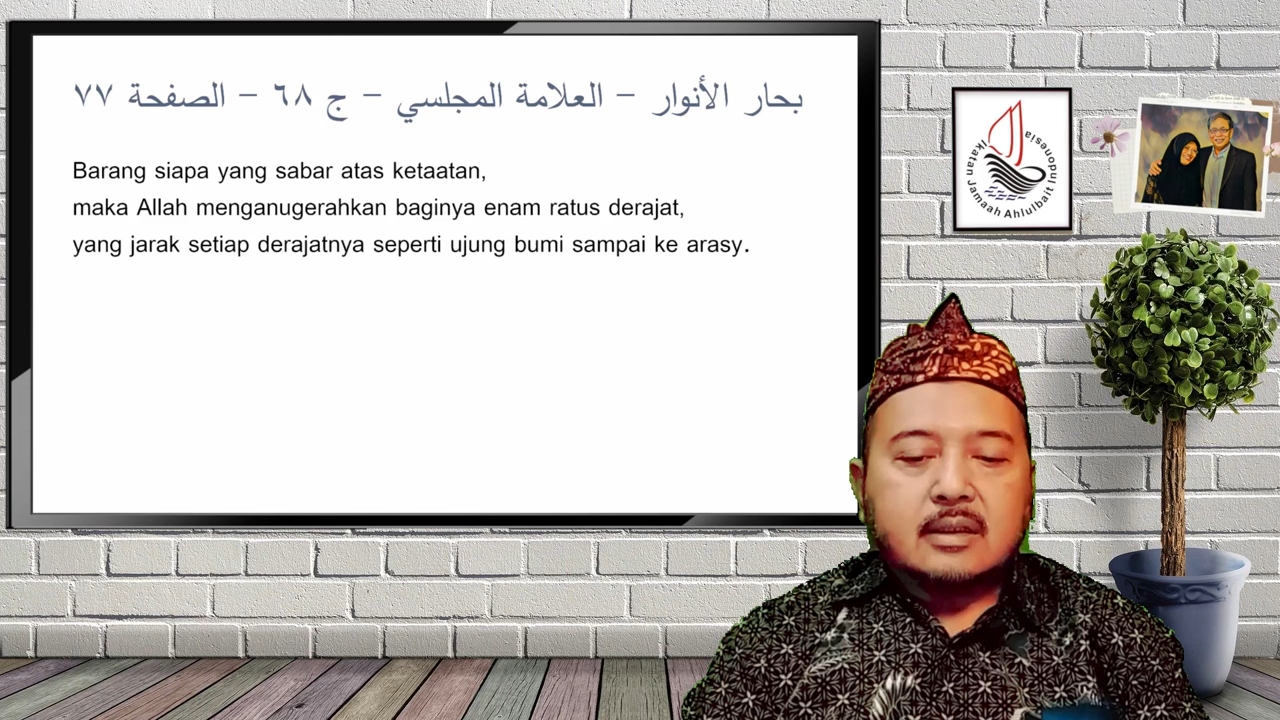 بحار الأنوار – العلامة المجلسي – ج ٦٨ – الصفحة ٧٧
Barang siapa yang sabar atas ketaatan,
maka Allah menganugerahkan baginya enam ratus derajat,
yang jarak setiap derajatnya seperti ujung bumi sampai ke arasy.
Ikatan Jamaah Ahlulbait Indonesia